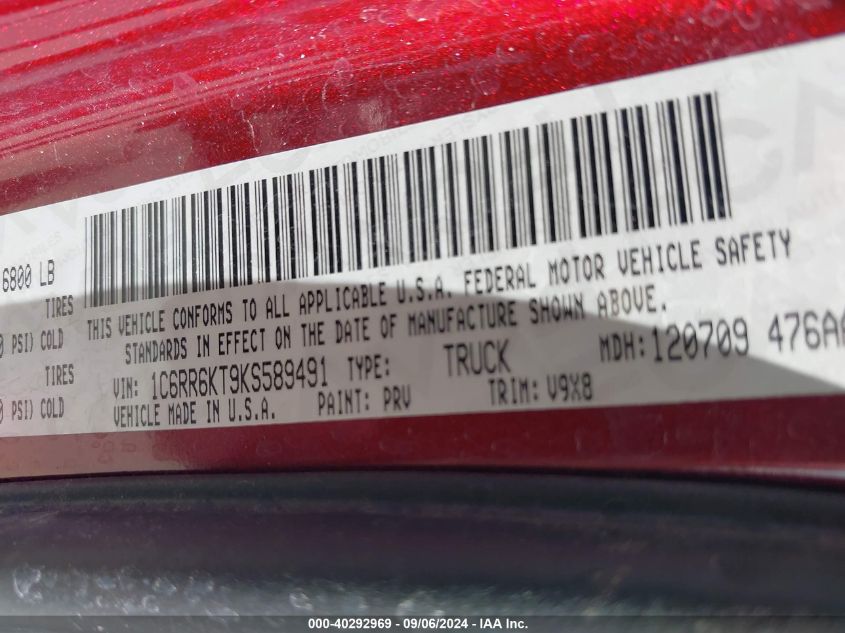 6800 LB
TIRES
PSI) COLD
TIRES
PSI) COLD
THIS VEHICLE CONFORMS TO ALL APPLICABLE U.S.A. FEDERAL MOTOR VEHICLE SAFETY
STANDARDS IN EFFECT ON THE DATE OF MANUFACTURE SHOWN ABOVE.
VIN: 1C6RR6KT9KS589491 TYPE: TRUCK MDH:120709 476AA
VEHICLE MADE IN U.S.A. PAINT: PRV TRIM: V9X8
000-40292969 - 09/06/2024 - IAA Inc.